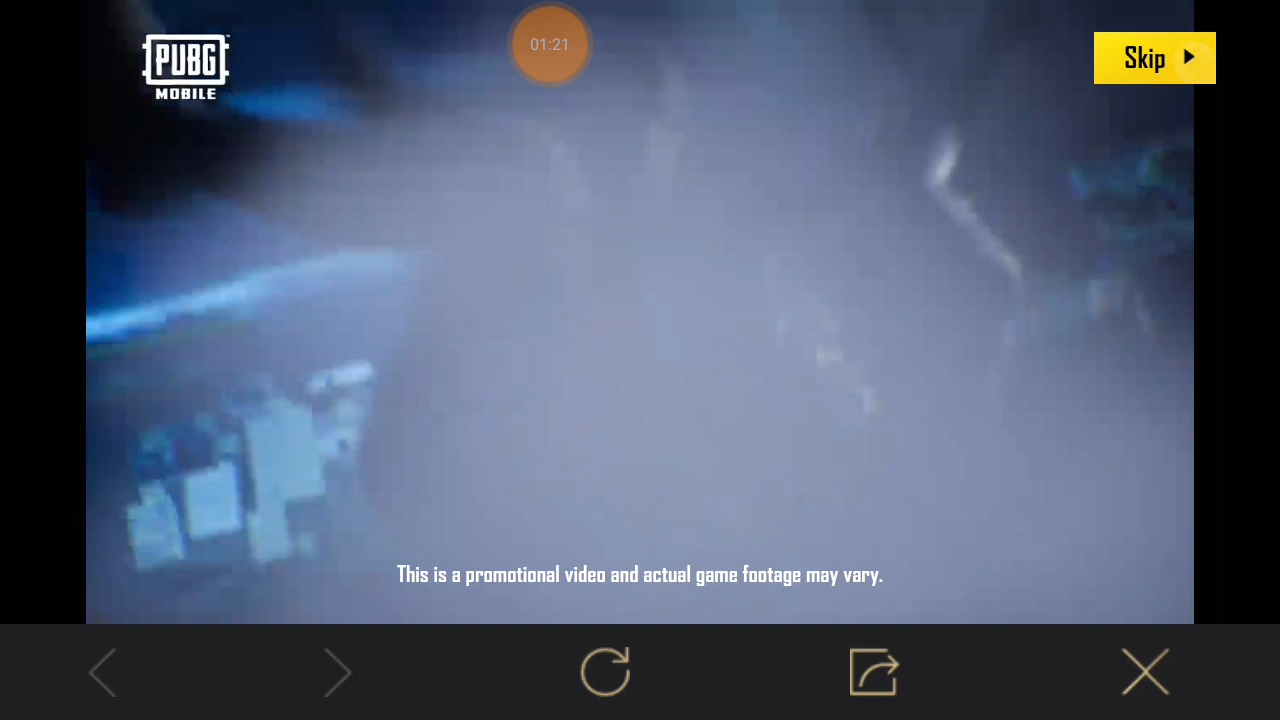 PUBG
MOBILE
01:21
Skip
This is a promotional video and actual game footage may vary.